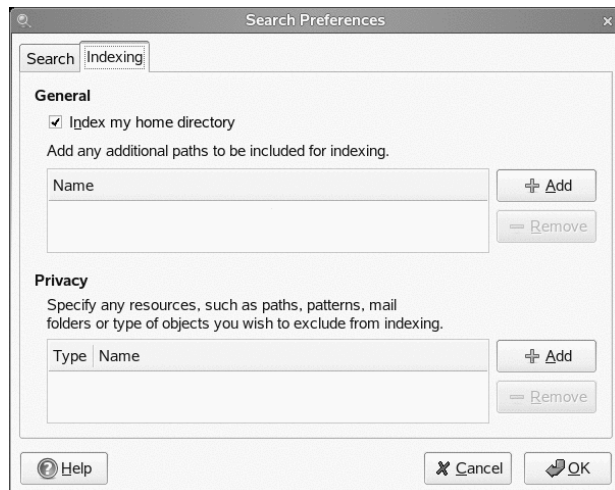 Search Preferences
Search
Indexing
General
Index my home directory
Add any additional paths to be included for indexing.
Name
Add
Remove
Privacy
Specify any resources, such as paths, patterns, mail
folders or type of objects you wish to exclude from indexing.
Type Name
Add
Remove
Help
Cancel
OK